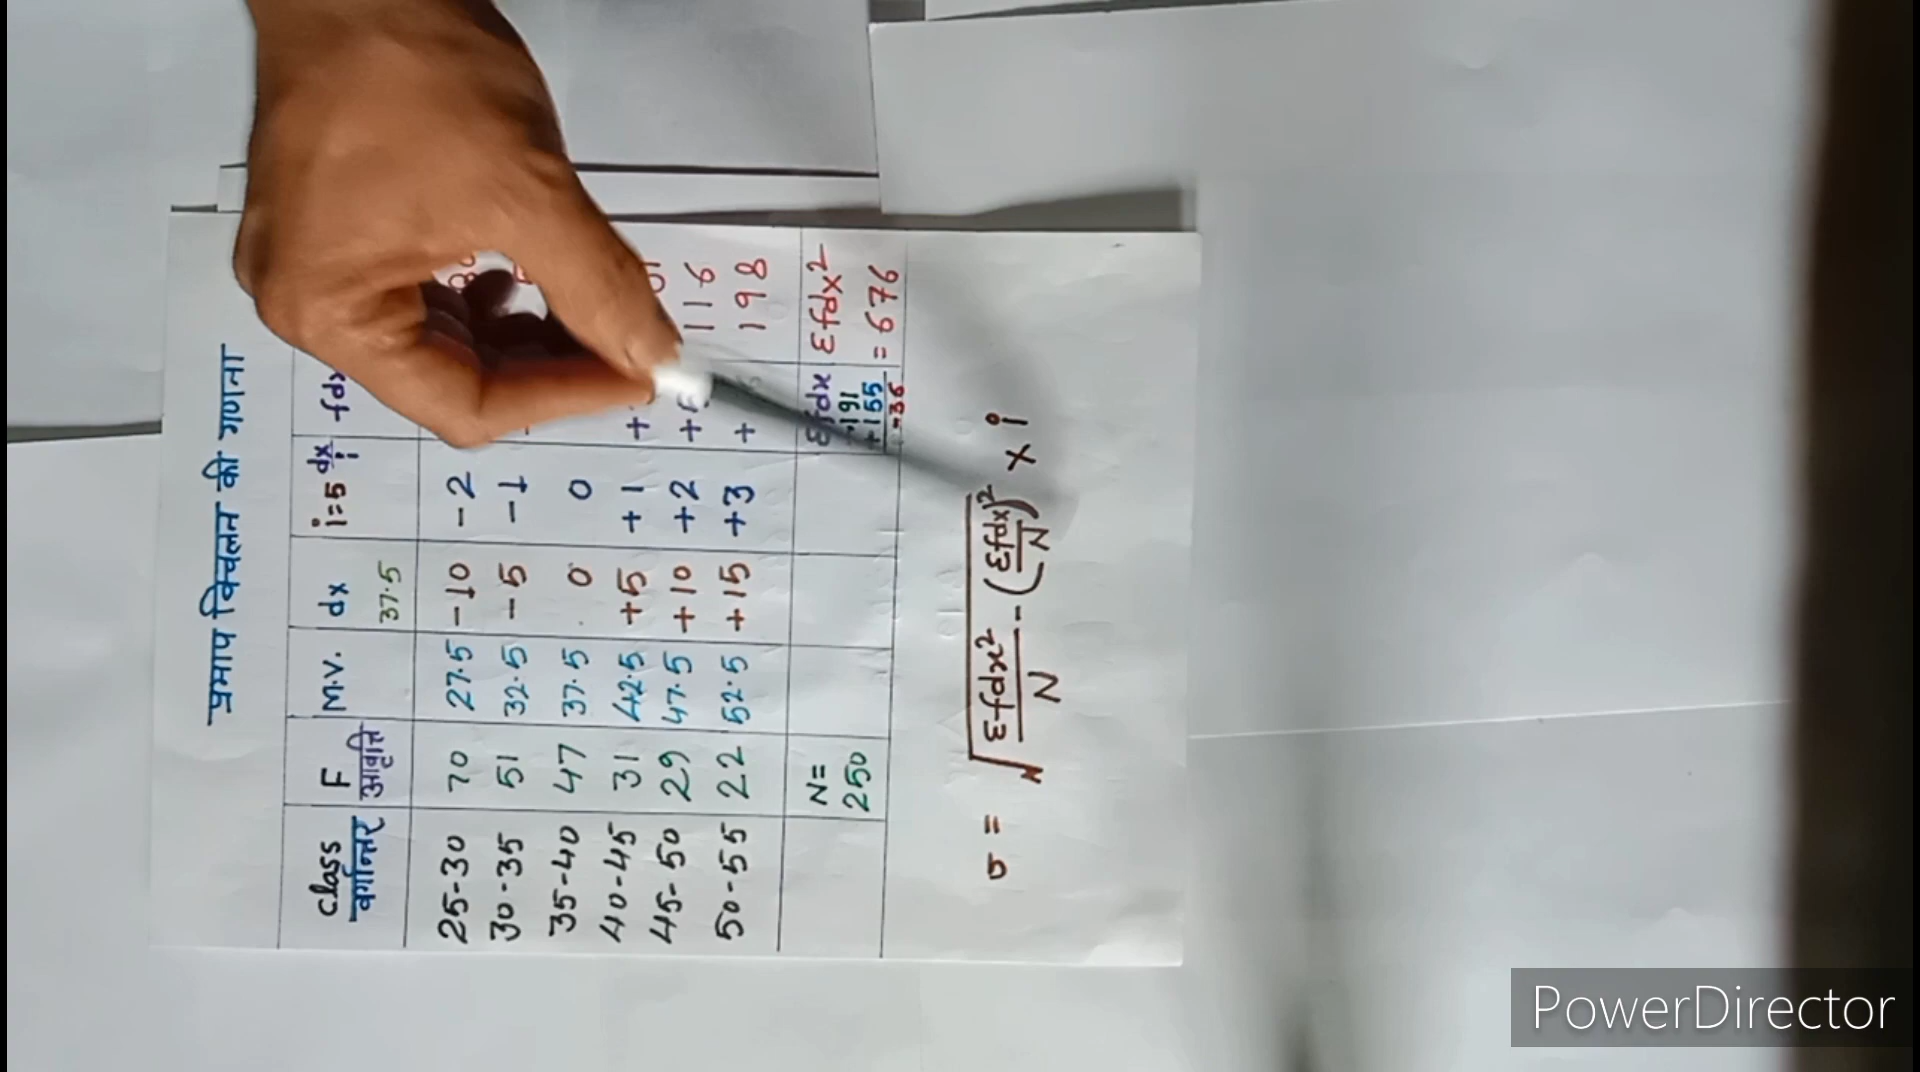 प्रमाप विचलन की गणना
Class F M.V. dx i=5 dx/i fdx
वर्गान्तर आवृत्ति 37.5
25-30 70 27.5 -10 -2
30-35 51 32.5 -5 -1
35-40 47 37.5 0 0
40-45 31 42.5 +5 +1
45-50 29 47.5 +10 +2 116
50-55 22 52.5 +15 +3 198
N= Σfdx Σfdx²
250 -191 = 676
+155
-36
σ = √ Σfdx²/N - (Σfdx/N)² × i
PowerDirector